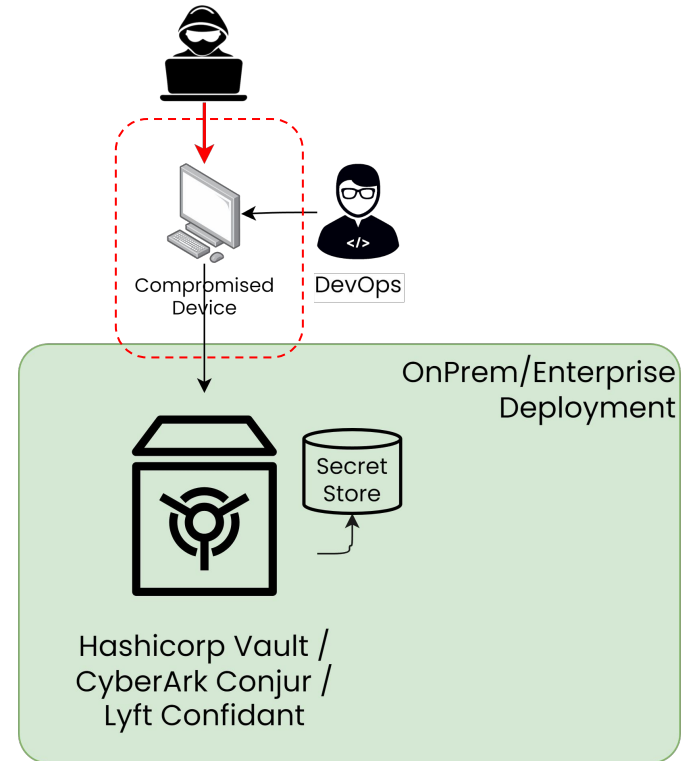 </>
Compromised
Device
DevOps
OnPrem/Enterprise
Deployment
Secret
Store
Hashicorp Vault /
CyberArk Conjur /
Lyft Confidant